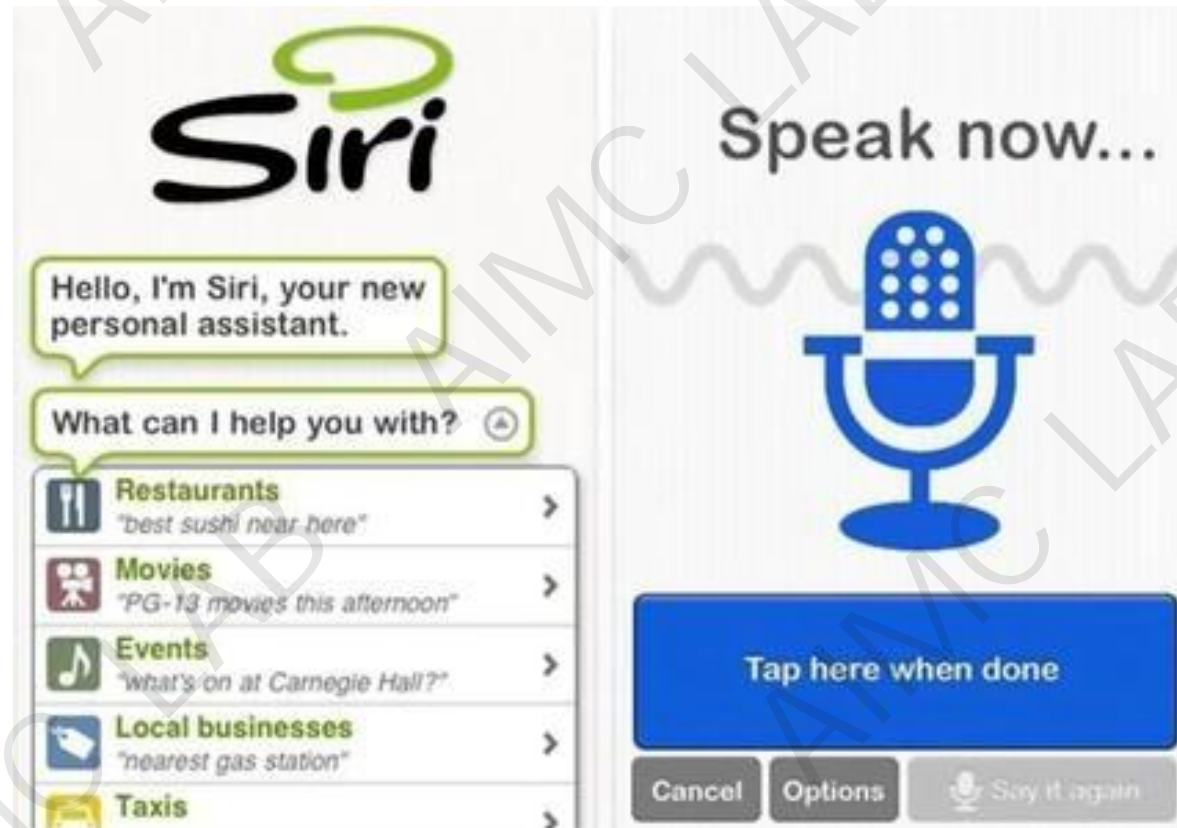 Siri
Hello, I'm Siri, your new
personal assistant.
What can I help you with?
Restaurants
"best sushi near here"
Movies
"PG-13 movies this afternoon"
Events
"what's on at Carnegie Hall?"
Local businesses
"nearest gas station"
Taxis
Speak now...
Tap here when done
Cancel
Options
Say it again
AIMC LAB